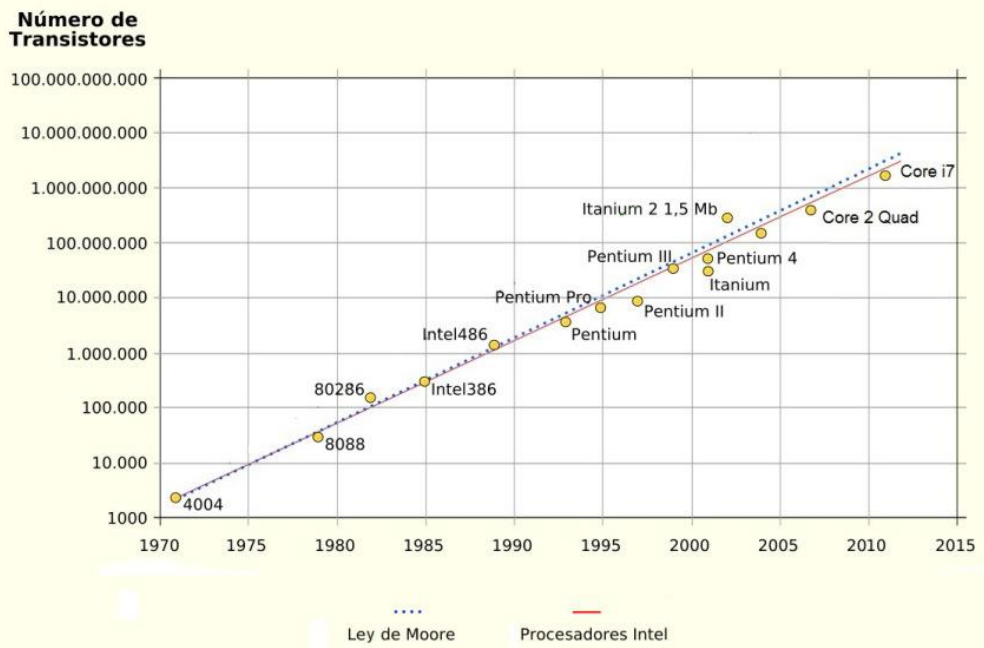 Número de
Transistores
100.000.000.000
10.000.000.000
1.000.000.000
100.000.000
10.000.000
1.000.000
100.000
10.000
1000
Core i7
Itanium 2 1,5 Mb
Core 2 Quad
Pentium III
Pentium 4
Itanium
Pentium Pro
Pentium II
Intel486
Pentium
80286
Intel386
8088
4004
1970 1975 1980 1985 1990 1995 2000 2005 2010 2015
Ley de Moore
Procesadores Intel